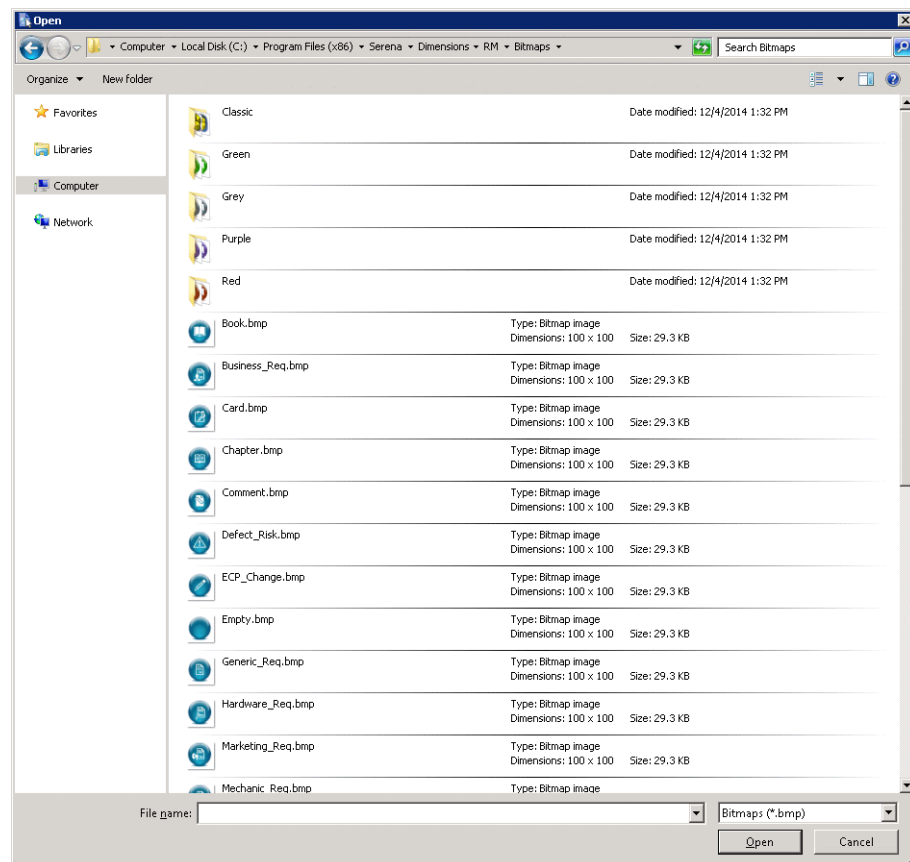 Open
Computer Local Disk (C:) Program Files (x86) Serena Dimensions RM Bitmaps Search Bitmaps
Organize New folder
Favorites
Libraries
Computer
Network
Classic Date modified: 12/4/2014 1:32 PM
Green Date modified: 12/4/2014 1:32 PM
Grey Date modified: 12/4/2014 1:32 PM
Purple Date modified: 12/4/2014 1:32 PM
Red Date modified: 12/4/2014 1:32 PM
Book.bmp Type: Bitmap image
Dimensions: 100 x 100 Size: 29.3 KB
Business_Req.bmp Type: Bitmap image
Dimensions: 100 x 100 Size: 29.3 KB
Card.bmp Type: Bitmap image
Dimensions: 100 x 100 Size: 29.3 KB
Chapter.bmp Type: Bitmap image
Dimensions: 100 x 100 Size: 29.3 KB
Comment.bmp Type: Bitmap image
Dimensions: 100 x 100 Size: 29.3 KB
Defect_Risk.bmp Type: Bitmap image
Dimensions: 100 x 100 Size: 29.3 KB
ECP_Change.bmp Type: Bitmap image
Dimensions: 100 x 100 Size: 29.3 KB
Empty.bmp Type: Bitmap image
Dimensions: 100 x 100 Size: 29.3 KB
Generic_Req.bmp Type: Bitmap image
Dimensions: 100 x 100 Size: 29.3 KB
Hardware_Req.bmp Type: Bitmap image
Dimensions: 100 x 100 Size: 29.3 KB
Marketing_Req.bmp Type: Bitmap image
Dimensions: 100 x 100 Size: 29.3 KB
Mechanic_Req.bmp Type: Bitmap image
File name: Bitmaps (*.bmp)
Open Cancel